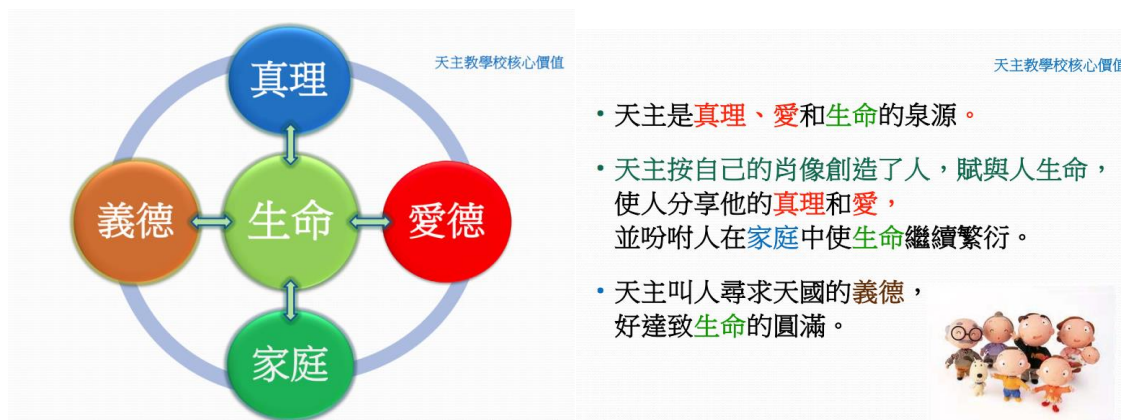 天主教學校核心價值
真理
義德
生命
愛德
家庭
天主教學校核心價值
• 天主是真理、愛和生命的泉源。
• 天主按自己的肖像創造了人,賦與人生命,
使人分享他的真理和愛,
並吩咐人在家庭中使生命繼續繁衍。
• 天主叫人尋求天國的義德,
好達致生命的圓滿。